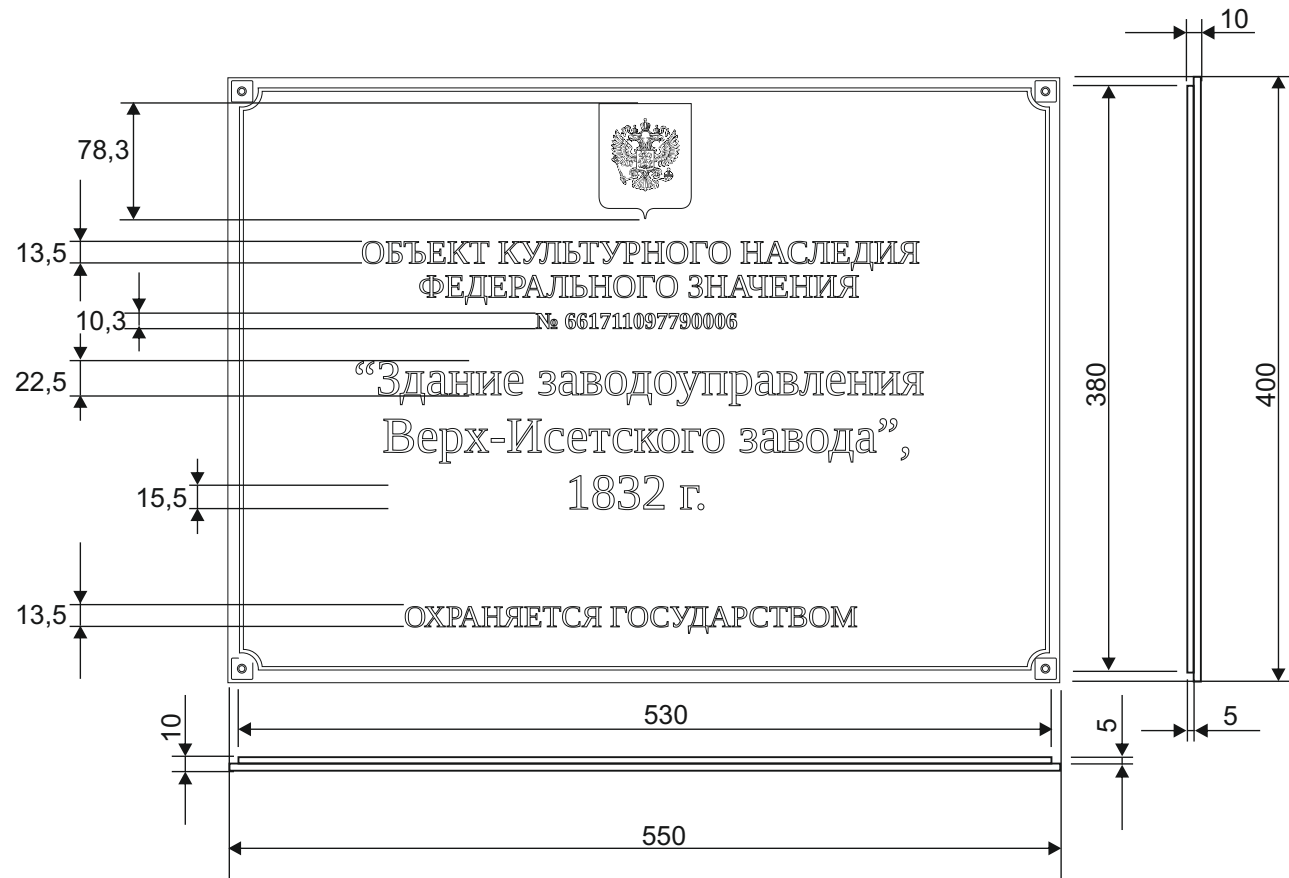 10
78,3
13,5
ОБЪЕКТ КУЛЬТУРНОГО НАСЛЕДИЯ
ФЕДЕРАЛЬНОГО ЗНАЧЕНИЯ
10,3
№ 661711097790006
22,5
“Здание заводоуправления
Верх-Исетского завода”,
380
400
15,5
1832 г.
13,5
ОХРАНЯЕТСЯ ГОСУДАРСТВОМ
10
530
5
5
550